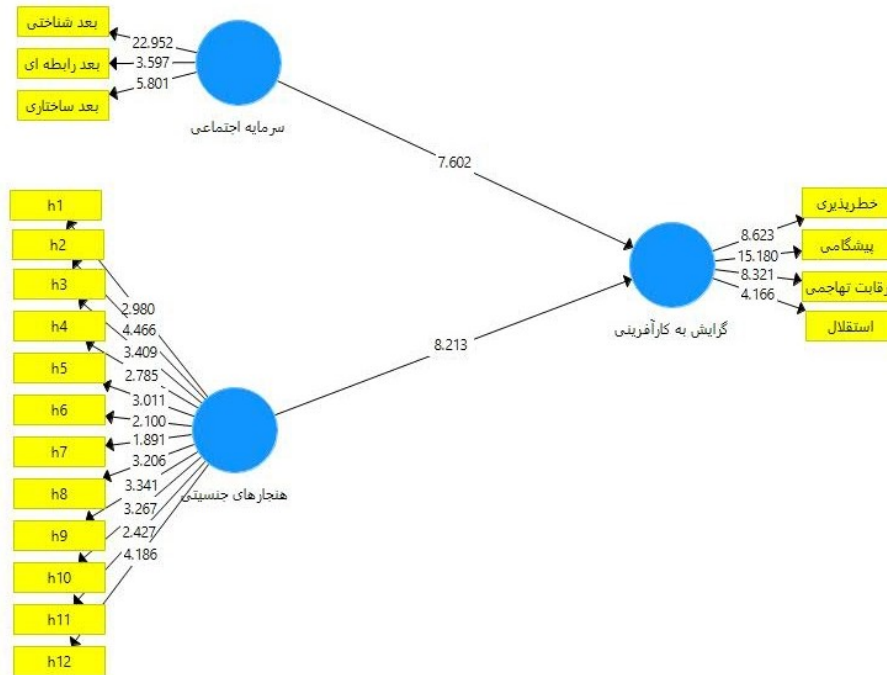 بعد شناختی
22.952
بعد رابطه ای
3.597
بعد ساختاری
5.801
سرمایه اجتماعی
7.602
h1
h2
h3
h4
h5
h6
h7
h8
h9
h10
h11
h12
2.980
4.466
3.409
2.785
3.011
2.100
1.891
3.206
3.341
3.267
2.427
4.186
هنجارهای جنسیتی
8.213
گرایش به کارآفرینی
8.623
15.180
8.321
4.166
خطرپذیری
پیشگامی
رقابت تهاجمی
استقلال